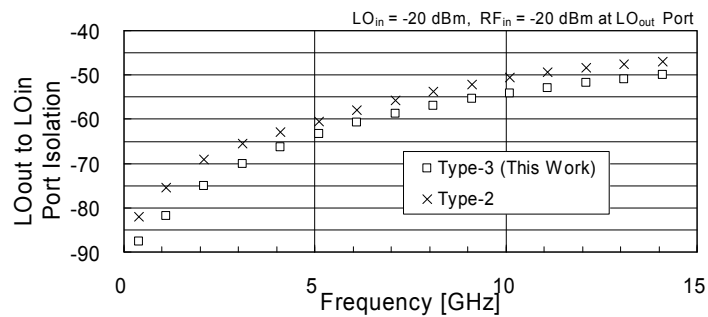 LOin = -20 dBm, RFin = -20 dBm at LOout Port
-40
-50
-60
-70
-80
-90
LOout to LOin
Port Isolation
□ Type-3 (This Work)
× Type-2
0
5
10
15
Frequency [GHz]